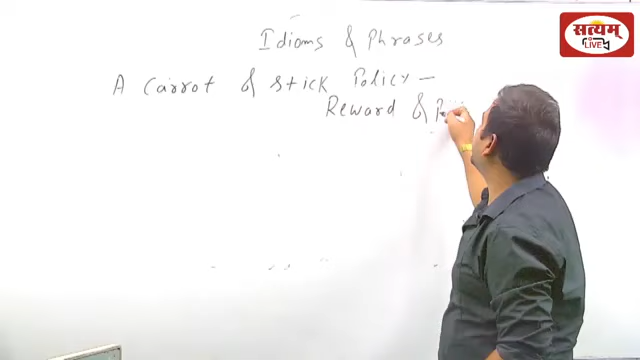 Idioms & Phrases
A Carrot & stick Policy -
Reward &
सत्यम्
LIVE